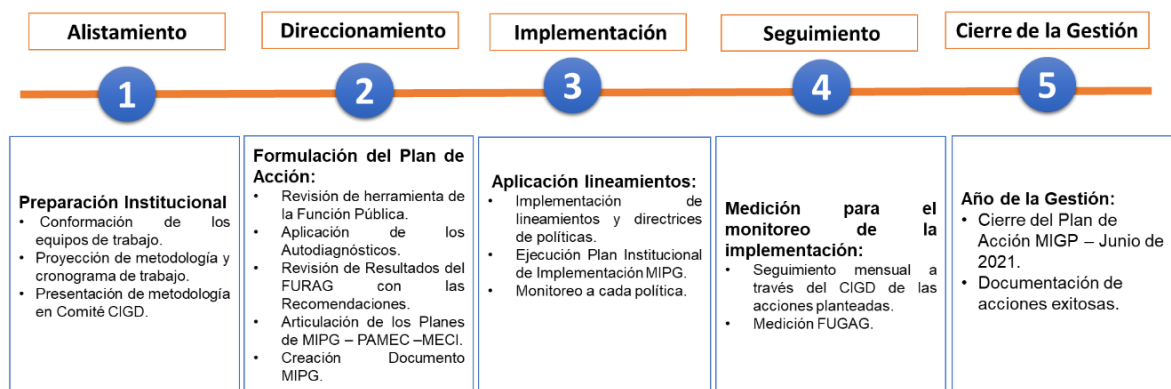 Alistamiento
Direccionamiento
Implementación
Seguimiento
Cierre de la Gestión
1
2
3
4
5
Preparación Institucional
• Conformación de los
equipos de trabajo.
• Proyección de metodología y
cronograma de trabajo.
• Presentación de metodología
en Comité CIGD.
Formulación del Plan de
Acción:
• Revisión de herramienta de
la Función Pública.
• Aplicación de los
Autodiagnósticos.
• Revisión de Resultados del
FURAG con las
Recomendaciones.
• Articulación de los Planes
de MIPG – PAMEC –MECI.
• Creación Documento
MIPG.
Aplicación lineamientos:
• Implementación de
lineamientos y directrices
de políticas.
• Ejecución Plan Institucional
de Implementación MIPG.
• Monitoreo a cada política.
Medición para el
monitoreo de la
implementación:
• Seguimiento mensual a
través del CIGD de las
acciones planteadas.
• Medición FUGAG.
Año de la Gestión:
• Cierre del Plan de
Acción MIGP – Junio de
2021.
• Documentación de
acciones exitosas.